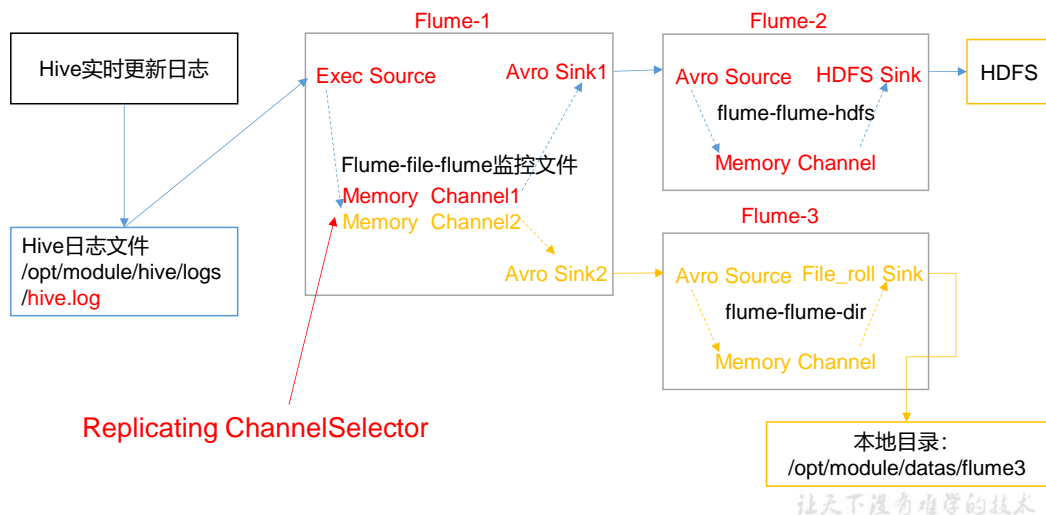 Flume-1
Flume-2
Hive实时更新日志
Exec Source
Avro Sink1
Avro Source
HDFS Sink
HDFS
flume-flume-hdfs
Flume-file-flume监控文件
Memory Channel
Memory Channel1
Memory Channel2
Flume-3
Hive日志文件
/opt/module/hive/logs
/hive.log
Avro Sink2
Avro Source
File_roll Sink
flume-flume-dir
Memory Channel
Replicating ChannelSelector
本地目录：
/opt/module/datas/flume3
让天下没有难学的技术